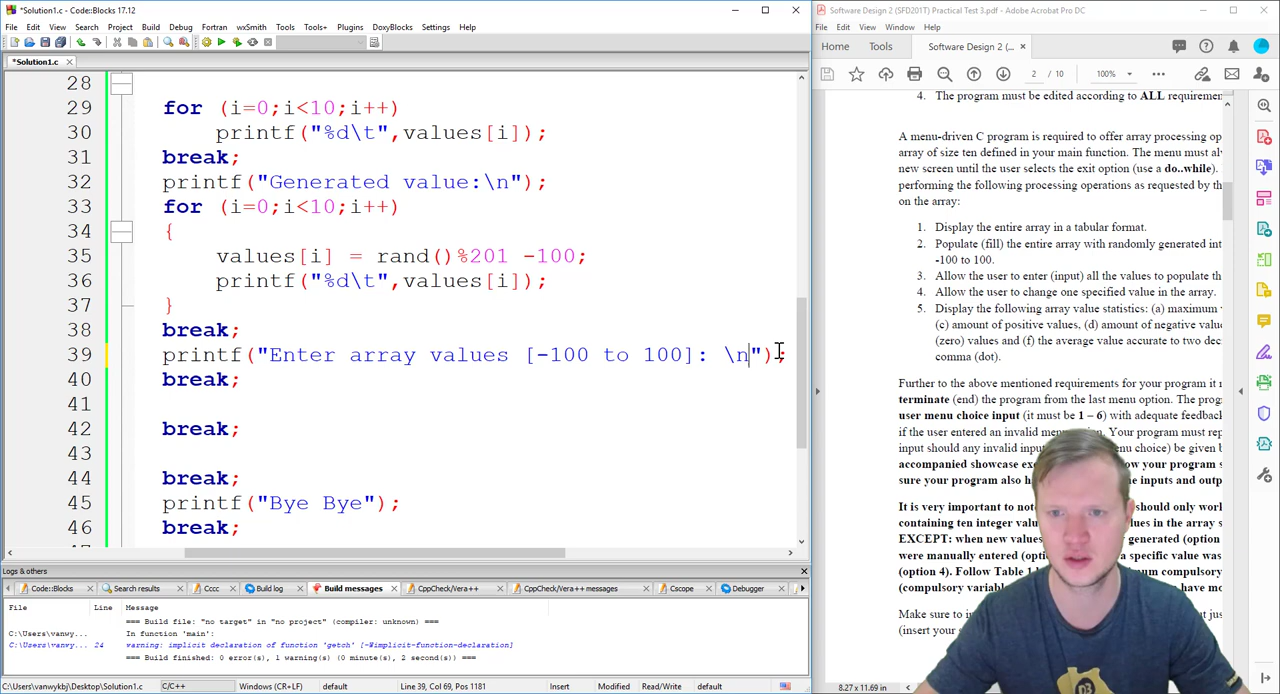 *Solution1.c - Code::Blocks 17.12
File Edit View Search Project Build Debug Fortran wxSmith Tools Tools+ Plugins DoxyBlocks Settings Help
*Solution1.c
28
29 for (i=0;i<10;i++)
30 printf("%d\t",values[i]);
31 break;
32 printf("Generated value:\n");
33 for (i=0;i<10;i++)
34 {
35 values[i] = rand()%201 -100;
36 printf("%d\t",values[i]);
37 }
38 break;
39 printf("Enter array values [-100 to 100]: \n");
40 break;
41
42 break;
43
44 break;
45 printf("Bye Bye");
46 break;
Logs & others
Code::Blocks Search results Cccc Build log Build messages CppCheck/Vera++ CppCheck/Vera++ messages Cscope Debugger
File Line Message
=== Build file: "no target" in "no project" (compiler: unknown) ===
C:\Users\vanwy... In function 'main':
C:\Users\vanwy... 24 warning: implicit declaration of function 'getch' [-Wimplicit-function-declaration]
=== Build finished: 0 error(s), 1 warning(s) (0 minute(s), 2 second(s)) ===
C:\Users\vanwykbj\Desktop\Solution1.c C/C++ Windows (CR+LF) default Line 39, Col 69, Pos 1181 Insert Modified Read/Write default
Software Design 2 (SFD201T) Practical Test 3.pdf - Adobe Acrobat Pro DC
File Edit View Window Help
Home Tools Software Design 2 (...
2 / 10 100%
4. The program must be edited according to ALL requiremen
A menu-driven C program is required to offer array processing op
array of size ten defined in your main function. The menu must al
new screen until the user selects the exit option (use a do..while).
performing the following processing operations as requested by th
on the array:
1. Display the entire array in a tabular format.
2. Populate (fill) the entire array with randomly generated int
-100 to 100.
3. Allow the user to enter (input) all the values to populate th
4. Allow the user to change one specified value in the array.
5. Display the following array value statistics: (a) maximum
(c) amount of positive values, (d) amount of negative
(zero) values and (f) the average value accurate to two dec
comma (dot).
Further to the above mentioned requirements for your program it
terminate (end) the program from the last menu option. The prog
user menu choice input (it must be 1 – 6) with adequate feedbac
if the user entered an invalid men
input should any invalid input
accompanied showcase ex
sure your program also ha
It is very important to not
containing ten integer valu
EXCEPT: when new values
were manually entered (optio
(option 4). Follow Table 1
(compulsory variab
Make sure to i
(insert your s
8.27 x 11.69 in